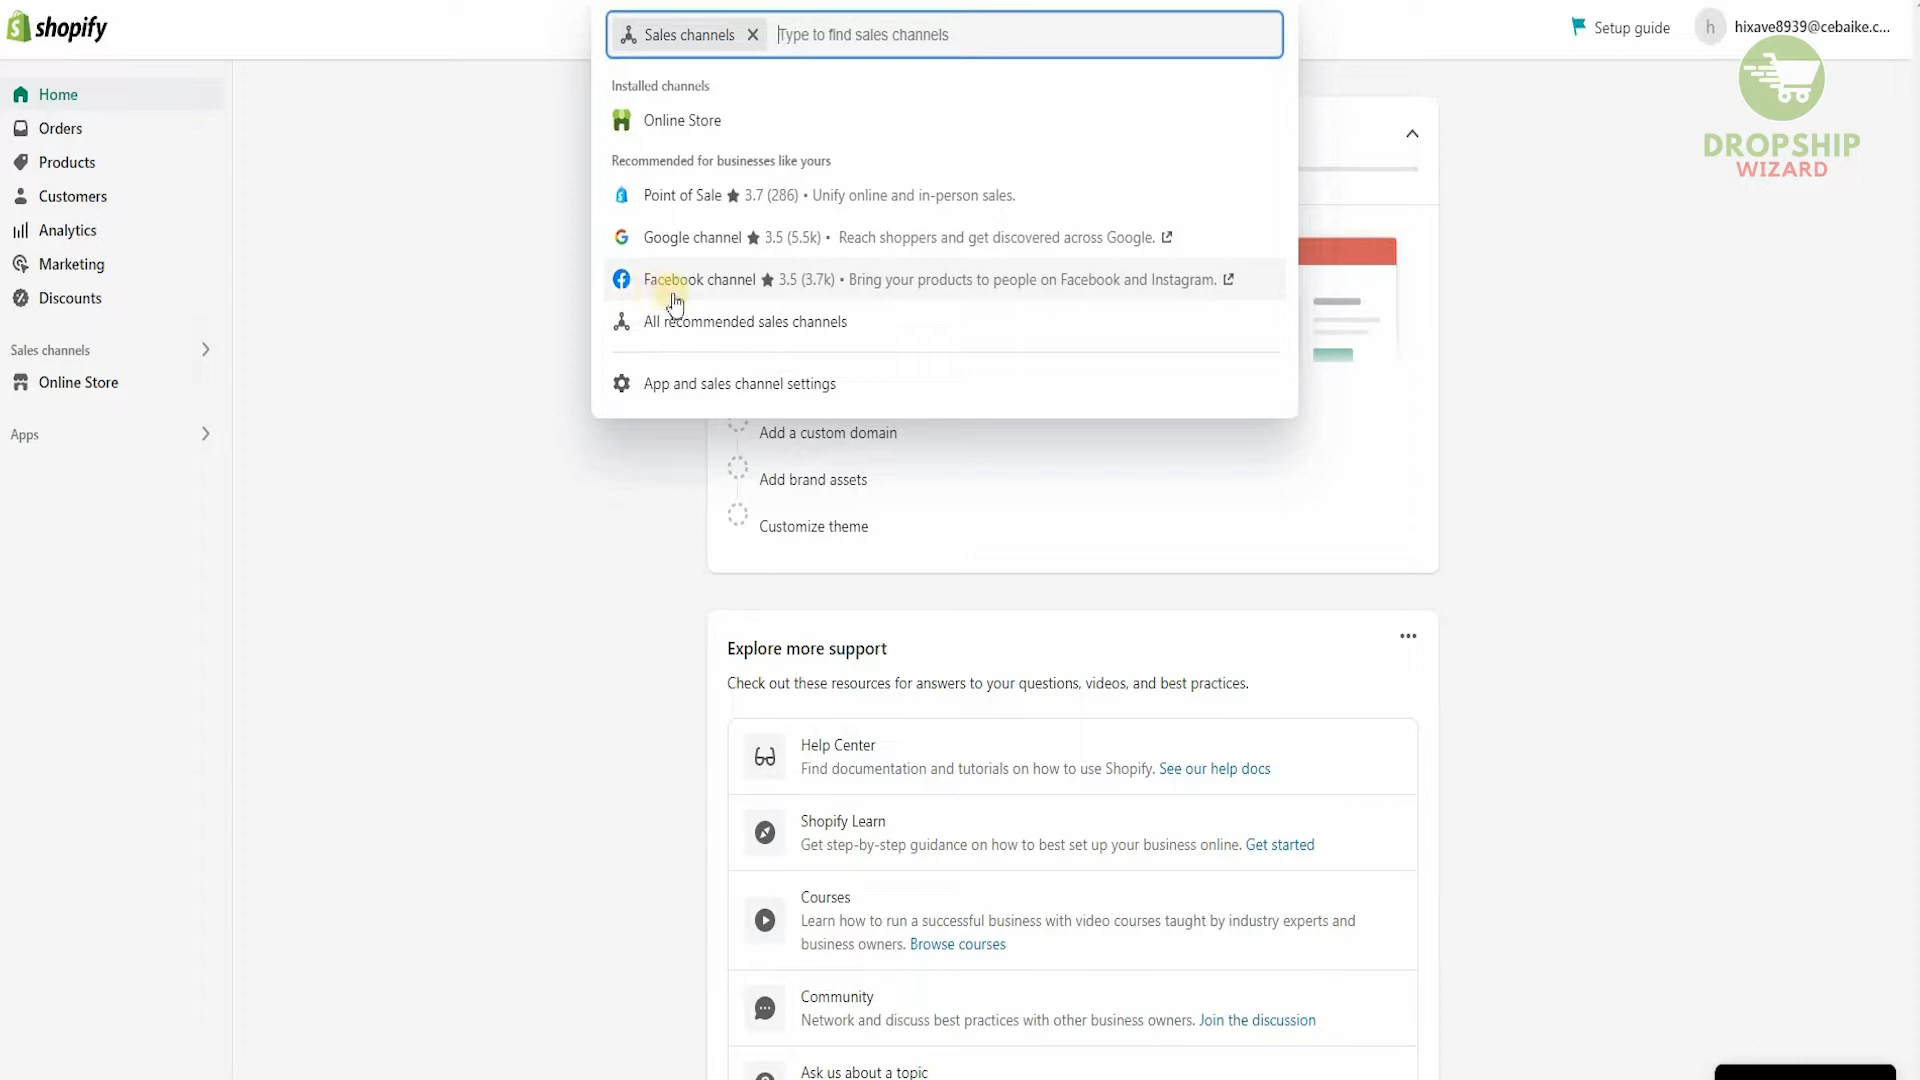 shopify
Sales channels
Type to find sales channels
Setup guide
h
hixave8939@cebaike.c...
DROPSHIP
WIZARD
Home
Orders
Products
Customers
Analytics
Marketing
Discounts
Sales channels
Online Store
Apps
Installed channels
Online Store
Recommended for businesses like yours
Point of Sale ★ 3.7 (286) • Unify online and in-person sales.
Google channel ★ 3.5 (5.5k) • Reach shoppers and get discovered across Google.
Facebook channel ★ 3.5 (3.7k) • Bring your products to people on Facebook and Instagram.
All recommended sales channels
App and sales channel settings
Add a custom domain
Add brand assets
Customize theme
Explore more support
Check out these resources for answers to your questions, videos, and best practices.
Help Center
Find documentation and tutorials on how to use Shopify. See our help docs
Shopify Learn
Get step-by-step guidance on how to best set up your business online. Get started
Courses
Learn how to run a successful business with video courses taught by industry experts and
business owners. Browse courses
Community
Network and discuss best practices with other business owners. Join the discussion
Ask us about a topic